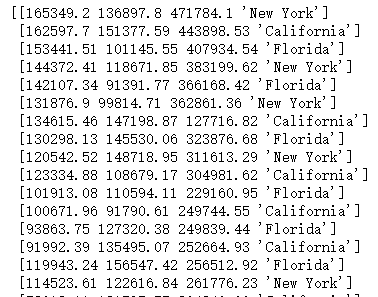 [[165349.2 136897.8 471784.1 'New York']
[162597.7 151377.59 443898.53 'California']
[153441.51 101145.55 407934.54 'Florida']
[144372.41 118671.85 383199.62 'New York']
[142107.34 91391.77 366168.42 'Florida']
[131876.9 99814.71 362861.36 'New York']
[134615.46 147198.87 127716.82 'California']
[130298.13 145530.06 323876.68 'Florida']
[120542.52 148718.95 311613.29 'New York']
[123334.88 108679.17 304981.62 'California']
[101913.08 110594.11 229160.95 'Florida']
[100671.96 91790.61 249744.55 'California']
[93863.75 127320.38 249839.44 'Florida']
[91992.39 135495.07 252664.93 'California']
[119943.24 156547.42 256512.92 'Florida']
[114523.61 122616.84 261776.23 'New York']